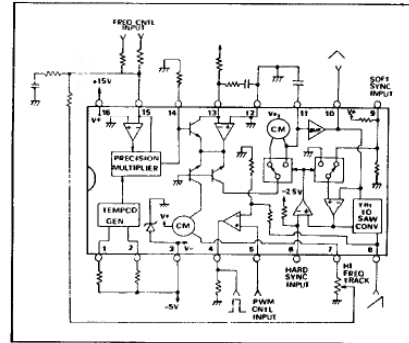 FREQ CNTL
INPUT
+15V
SOFT
SYNC
INPUT
16
15
14
13
12
11
10
9
V+
V+
V+
CM
BUF
PRECISION
MULTIPLIER
TEMPCO
GEN
V+
CM
V-
-2.5V
TRI
TO SAW
CONV
1
2
3
4
5
6
7
8
-5V
PWM
CNTL
INPUT
HARD
SYNC
INPUT
HI
FREQ
TRACK